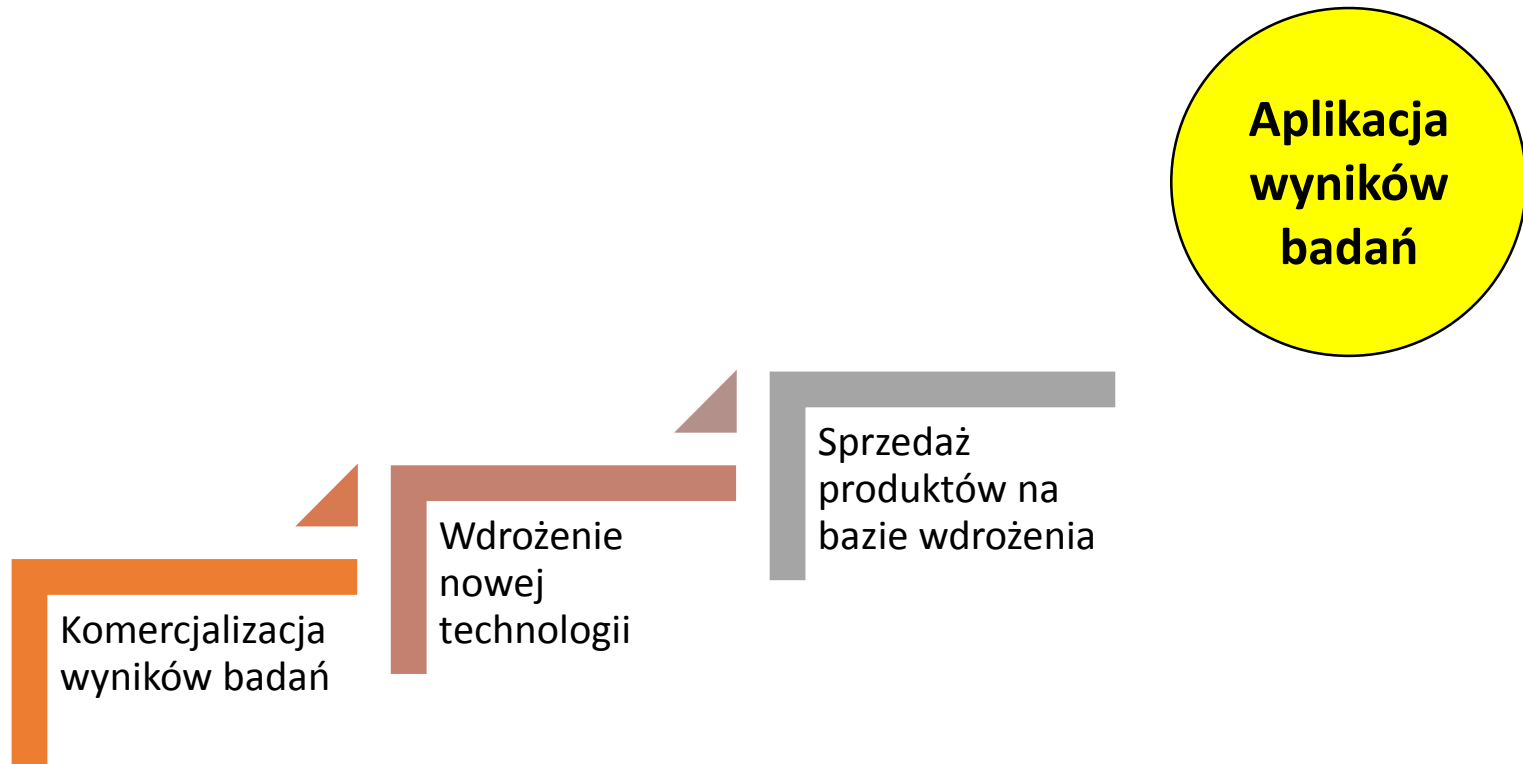 Aplikacja
wyników
badań
Sprzedaż
produktów na
bazie wdrożenia
Wdrożenie
nowej
technologii
Komercjalizacja
wyników badań